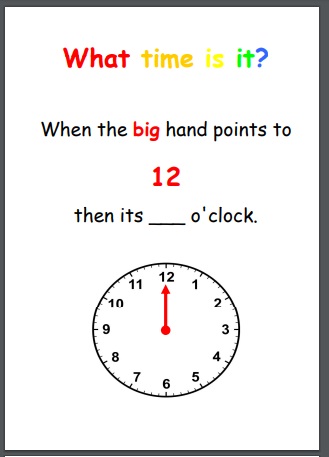 What time is it?
When the big hand points to
12
then its ___ o'clock.
12
11 1
10 2
9 3
8 4
7 5
6